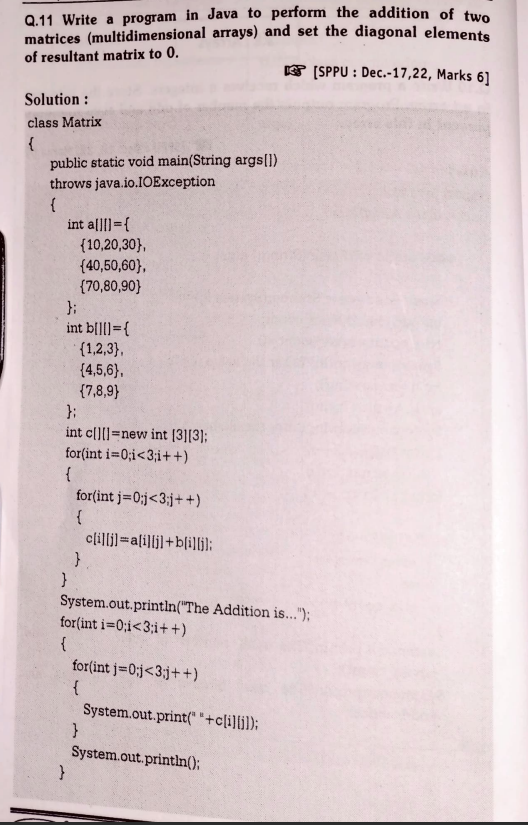 Q.11 Write a program in Java to perform the addition of two
matrices (multidimensional arrays) and set the diagonal elements
of resultant matrix to 0.
[SPPU : Dec.-17,22, Marks 6]
Solution :
class Matrix
{
public static void main(String args[])
throws java.io.IOException
{
int a[][]={
{10,20,30},
{40,50,60},
{70,80,90}
};
int b[][]={
{1,2,3},
{4,5,6},
{7,8,9}
};
int c[][]=new int [3][3];
for(int i=0;i<3;i++)
{
for(int j=0;j<3;j++)
{
c[i][j]=a[i][j]+b[i][j];
}
}
System.out.println("The Addition is...");
for(int i=0;i<3;i++)
{
for(int j=0;j<3;j++)
{
System.out.print(" "+c[i][j]);
}
System.out.println();
}